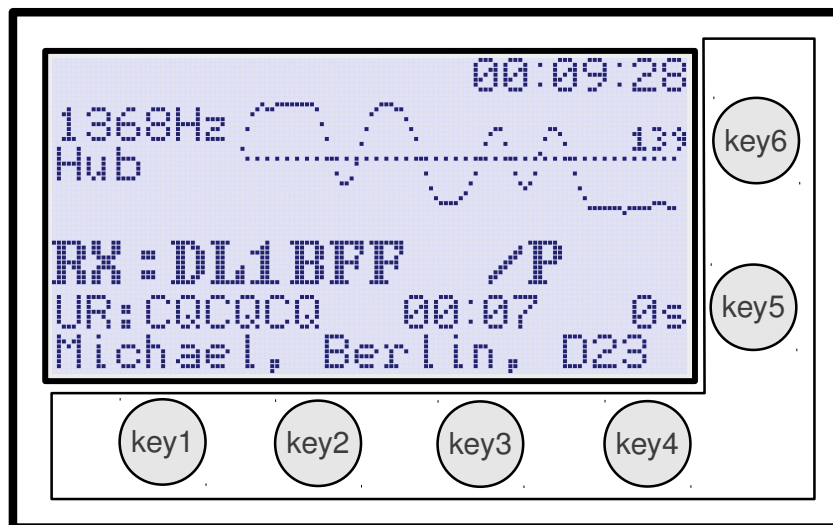 00:09:28
1368Hz
139
Hub
RX:DL1BFF /P
UR:CQCQCQ 00:07 0s
Michael, Berlin, D23
key6
key5
key1 key2 key3 key4